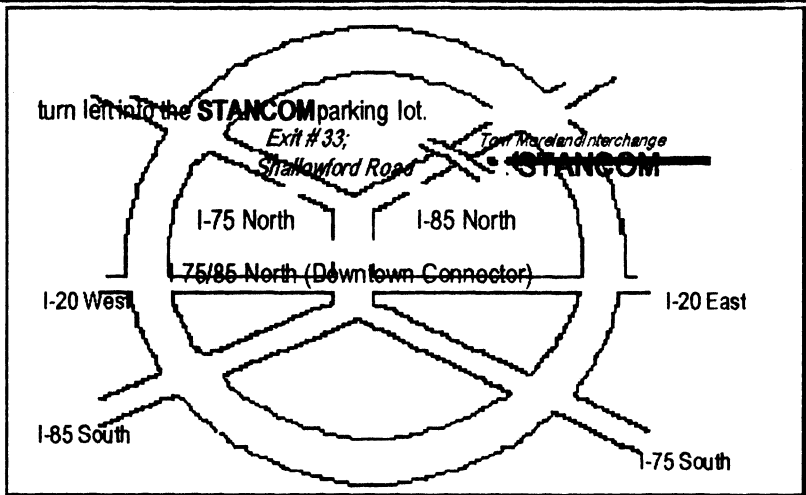 turn left into the STANCOM parking lot.
Exit # 33;
Shallowford Road
Tom Moreland Interchange
STANCOM
I-75 North
I-85 North
I-75/85 North (Downtown Connector)
I-20 West
I-20 East
I-85 South
I-75 South